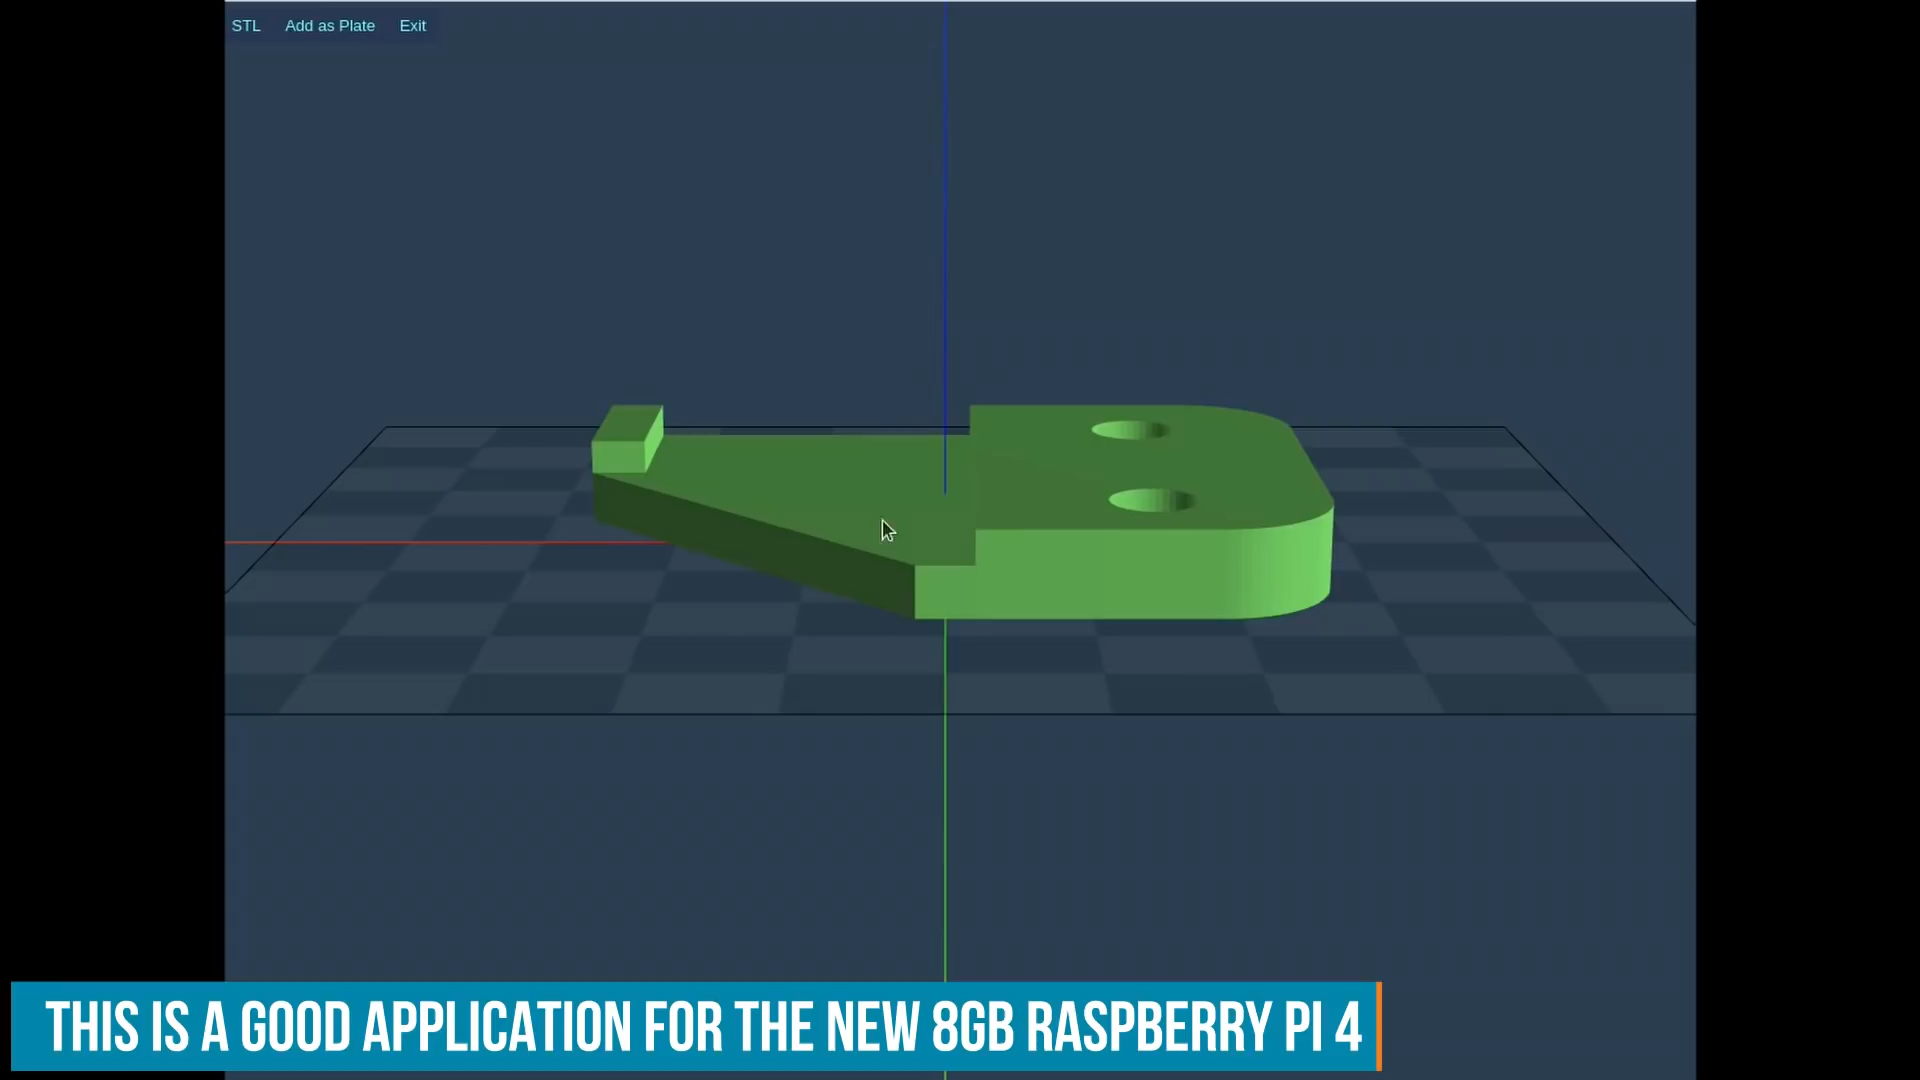 STL Add as Plate Exit
THIS IS A GOOD APPLICATION FOR THE NEW 8GB RASPBERRY PI 4